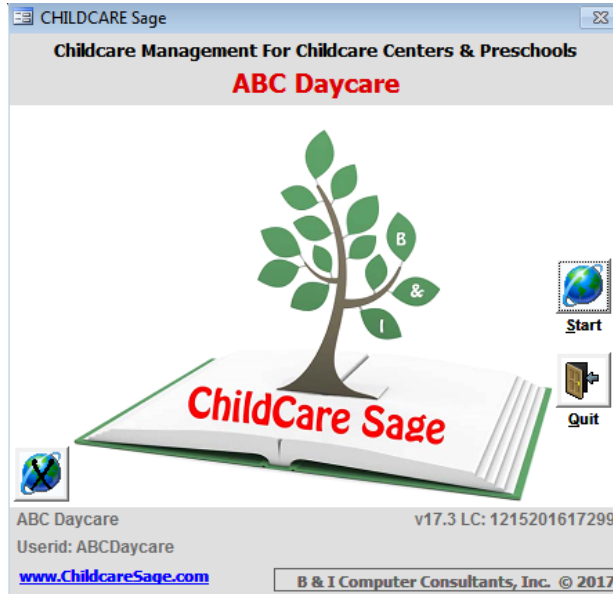 CHILDCARE Sage
Childcare Management For Childcare Centers & Preschools
ABC Daycare
B
&
I
Start
ChildCare Sage
Quit
ABC Daycare
v17.3 LC: 1215201617299
Userid: ABCDaycare
www.ChildcareSage.com
B & I Computer Consultants, Inc. © 2017